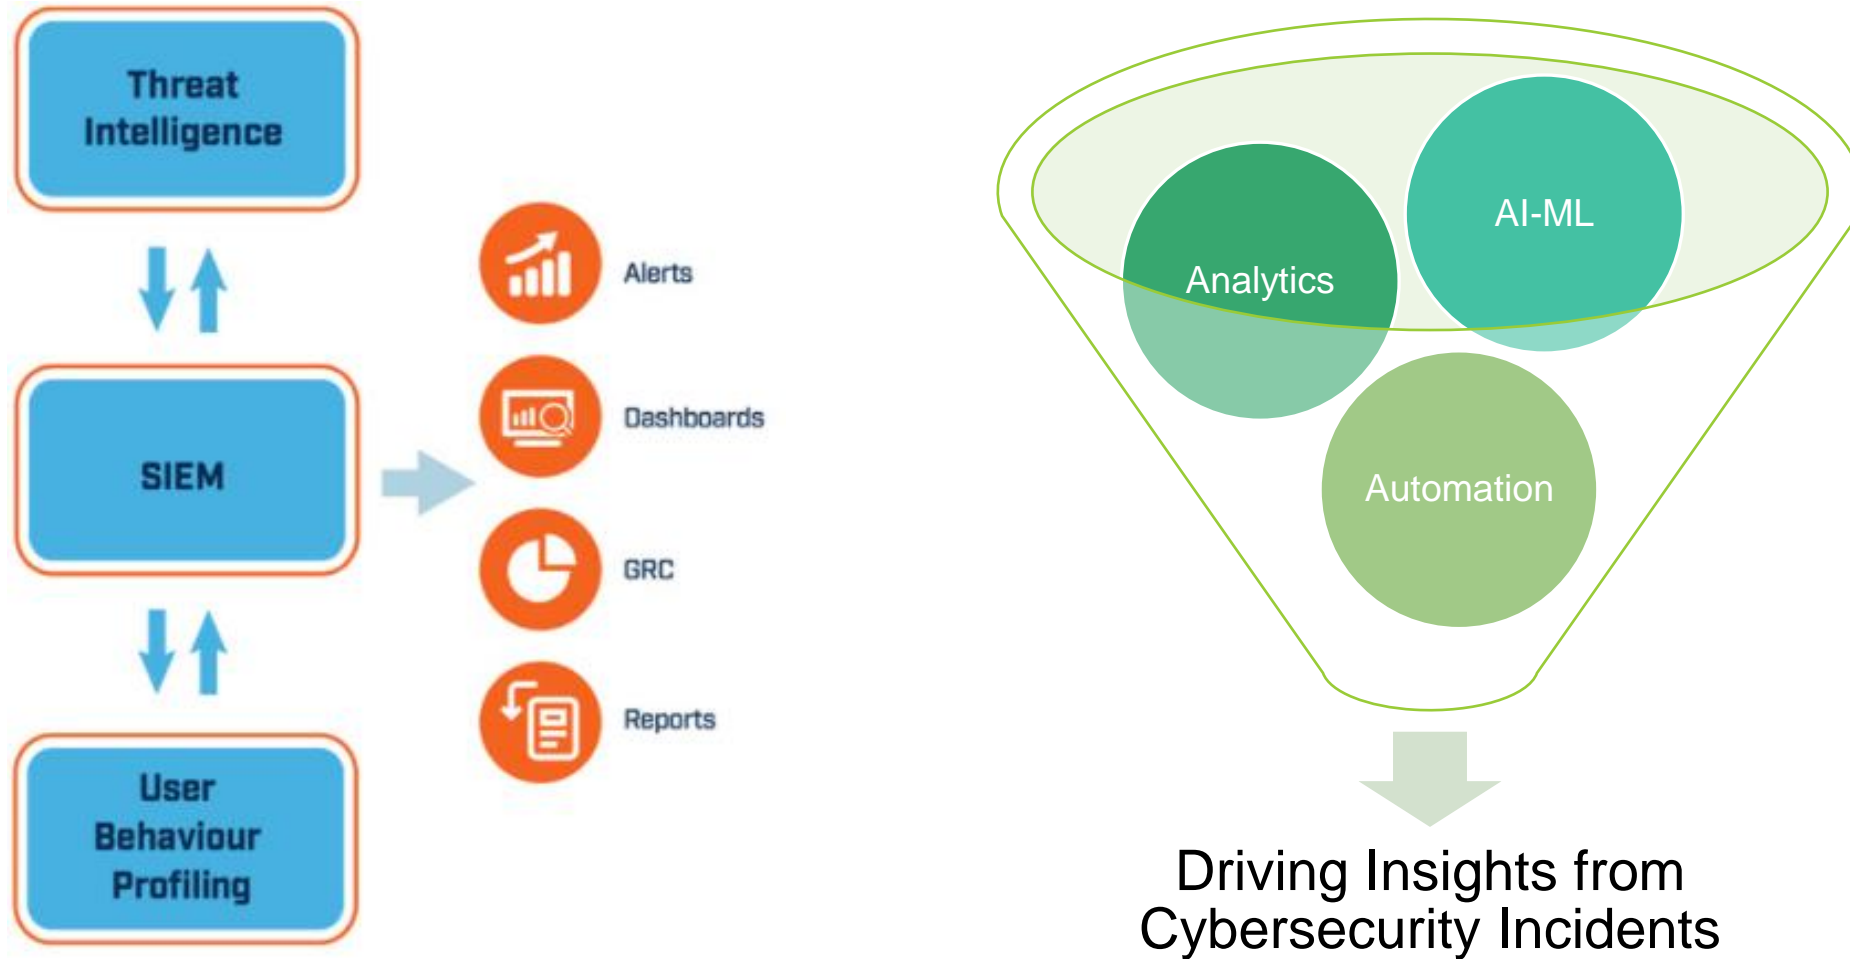 Threat
Intelligence
SIEM
User
Behaviour
Profiling
Alerts
Dashboards
GRC
Reports
Analytics
AI-ML
Automation
Driving Insights from
Cybersecurity Incidents